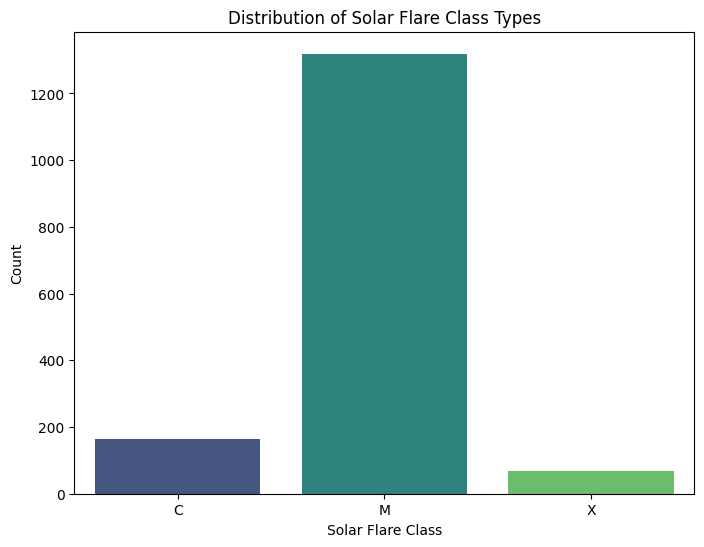 Distribution of Solar Flare Class Types
Count
1200
1000
800
600
400
200
0
C M X
Solar Flare Class